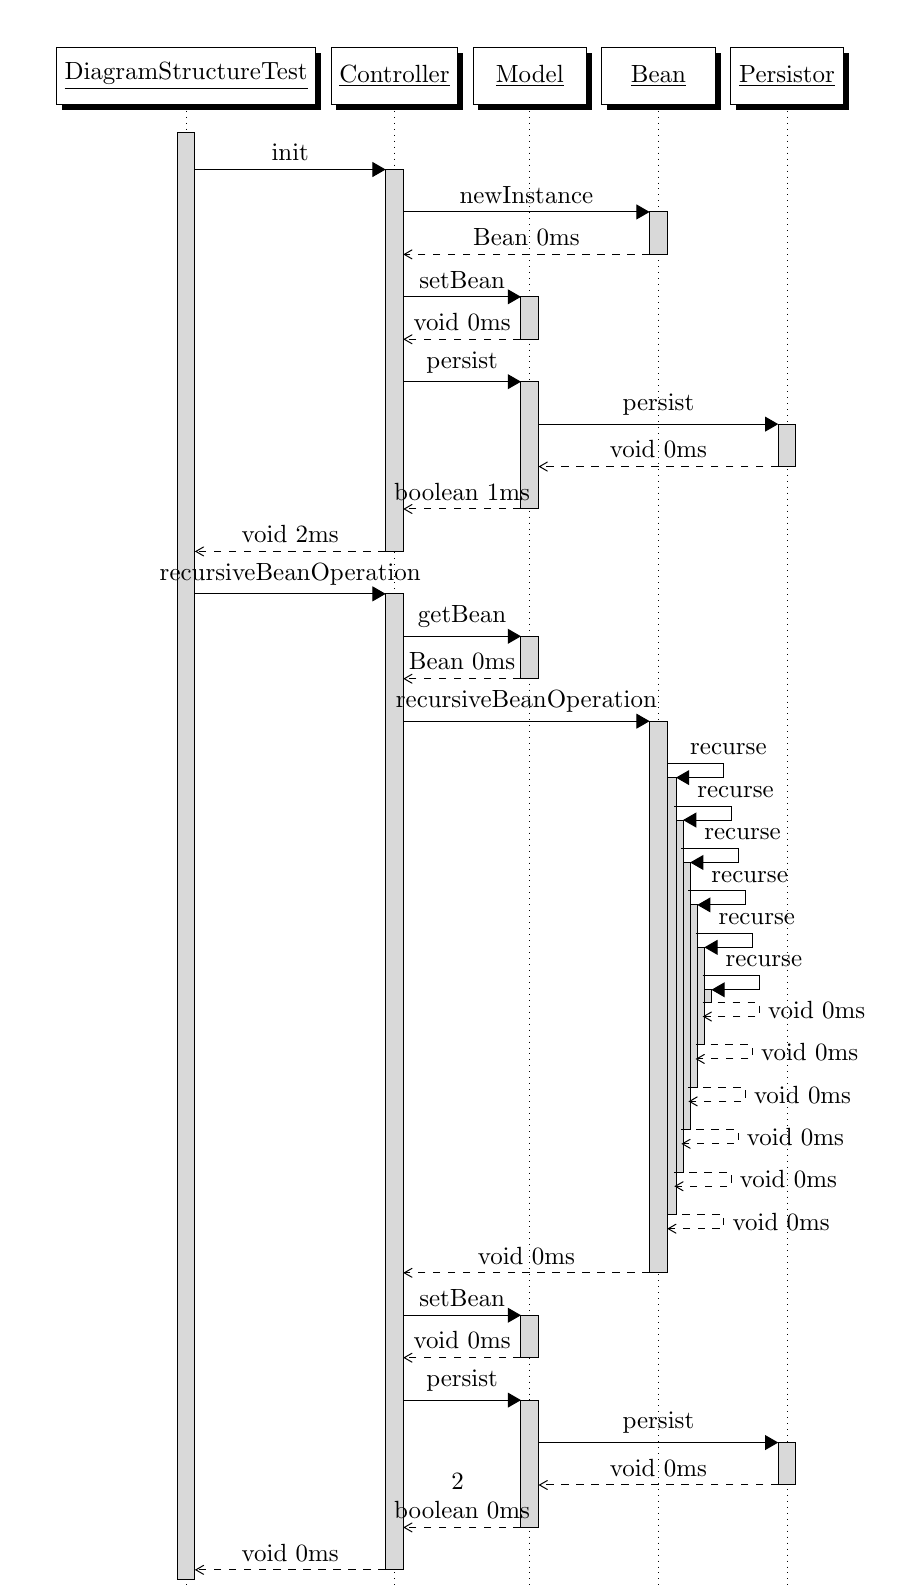 DiagramStructureTest Controller Model Bean Persistor
init
newInstance
Bean 0ms
setBean
void 0ms
persist
persist
void 0ms
boolean 1ms
void 2ms
recursiveBeanOperation
getBean
Bean 0ms
recursiveBeanOperation
recurse
recurse
recurse
recurse
recurse
recurse
void 0ms
void 0ms
void 0ms
void 0ms
void 0ms
void 0ms
void 0ms
setBean
void 0ms
persist
persist
void 0ms
2
boolean 0ms
void 0ms